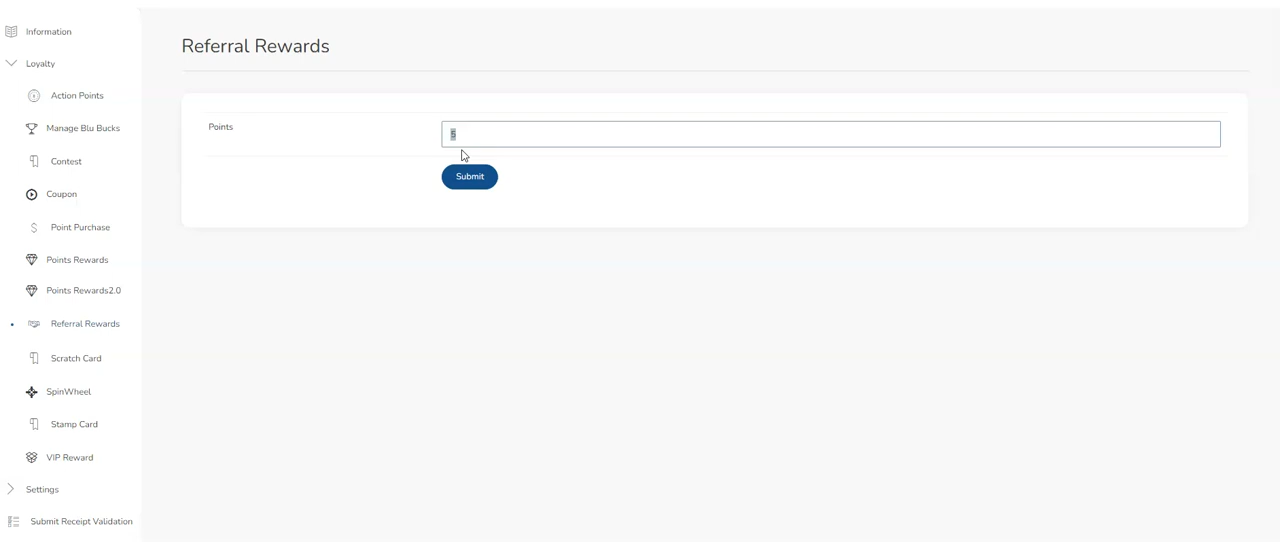 Information
Loyalty
Action Points
Manage Blu Bucks
Contest
Coupon
Point Purchase
Points Rewards
Points Rewards2.0
Referral Rewards
Scratch Card
SpinWheel
Stamp Card
VIP Reward
Settings
Submit Receipt Validation
Referral Rewards
Points
5
Submit